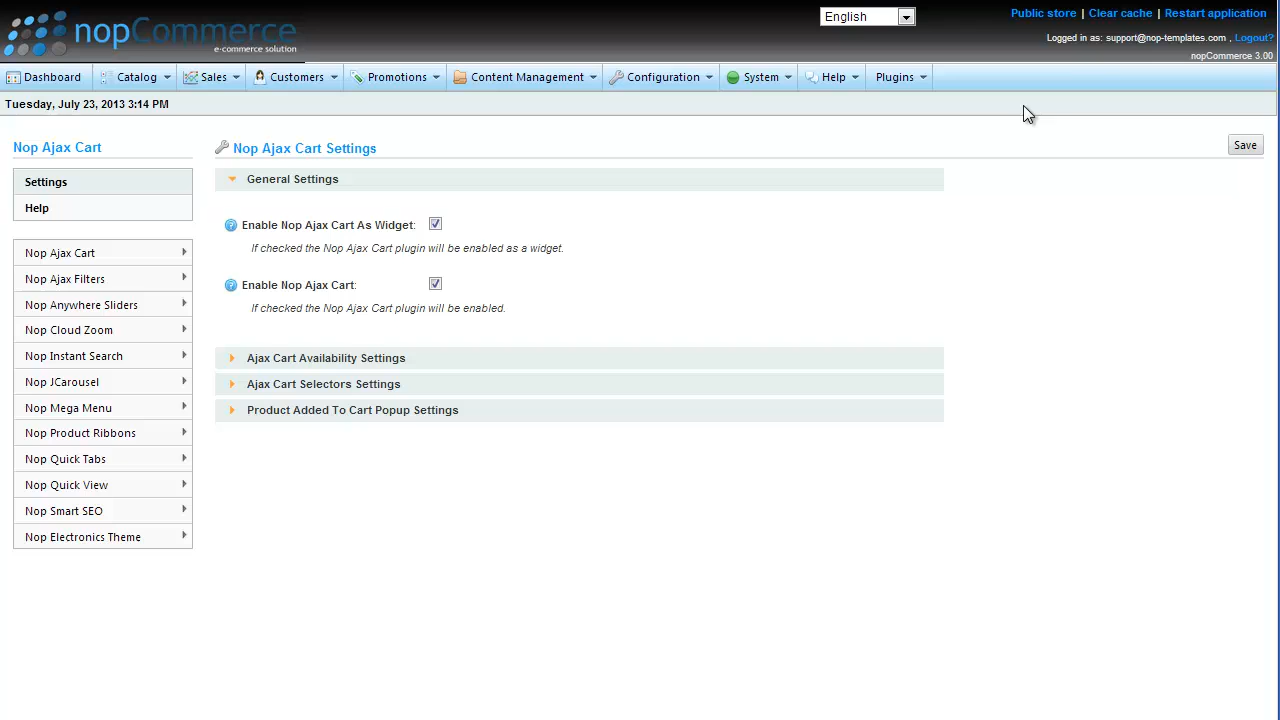 nopCommerce
e-commerce solution
English
Public store | Clear cache | Restart application
Logged in as: support@nop-templates.com , Logout?
nopCommerce 3.00
Dashboard Catalog Sales Customers Promotions Content Management Configuration System Help Plugins
Tuesday, July 23, 2013 3:14 PM
Nop Ajax Cart
Settings
Help
Nop Ajax Cart
Nop Ajax Filters
Nop Anywhere Sliders
Nop Cloud Zoom
Nop Instant Search
Nop JCarousel
Nop Mega Menu
Nop Product Ribbons
Nop Quick Tabs
Nop Quick View
Nop Smart SEO
Nop Electronics Theme
Nop Ajax Cart Settings
Save
General Settings
Enable Nop Ajax Cart As Widget:
If checked the Nop Ajax Cart plugin will be enabled as a widget.
Enable Nop Ajax Cart:
If checked the Nop Ajax Cart plugin will be enabled.
Ajax Cart Availability Settings
Ajax Cart Selectors Settings
Product Added To Cart Popup Settings